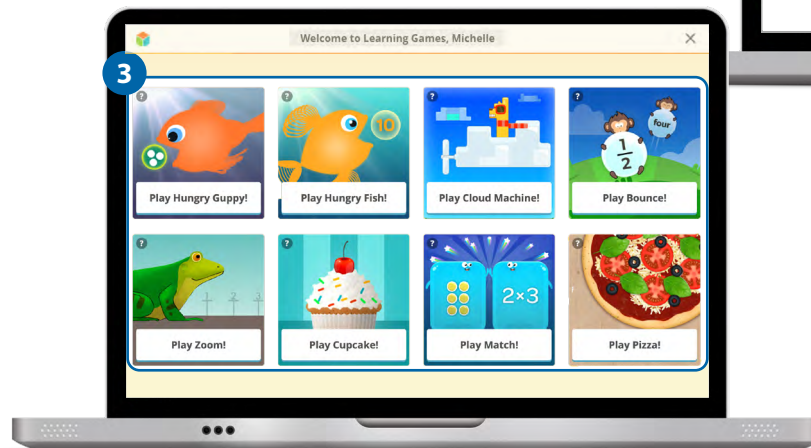 Welcome to Learning Games, Michelle
3
?
?
10
?
?
four
1
2
Play Hungry Guppy!
Play Hungry Fish!
Play Cloud Machine!
Play Bounce!
?
?
?
2×3
?
Play Zoom!
Play Cupcake!
Play Match!
Play Pizza!